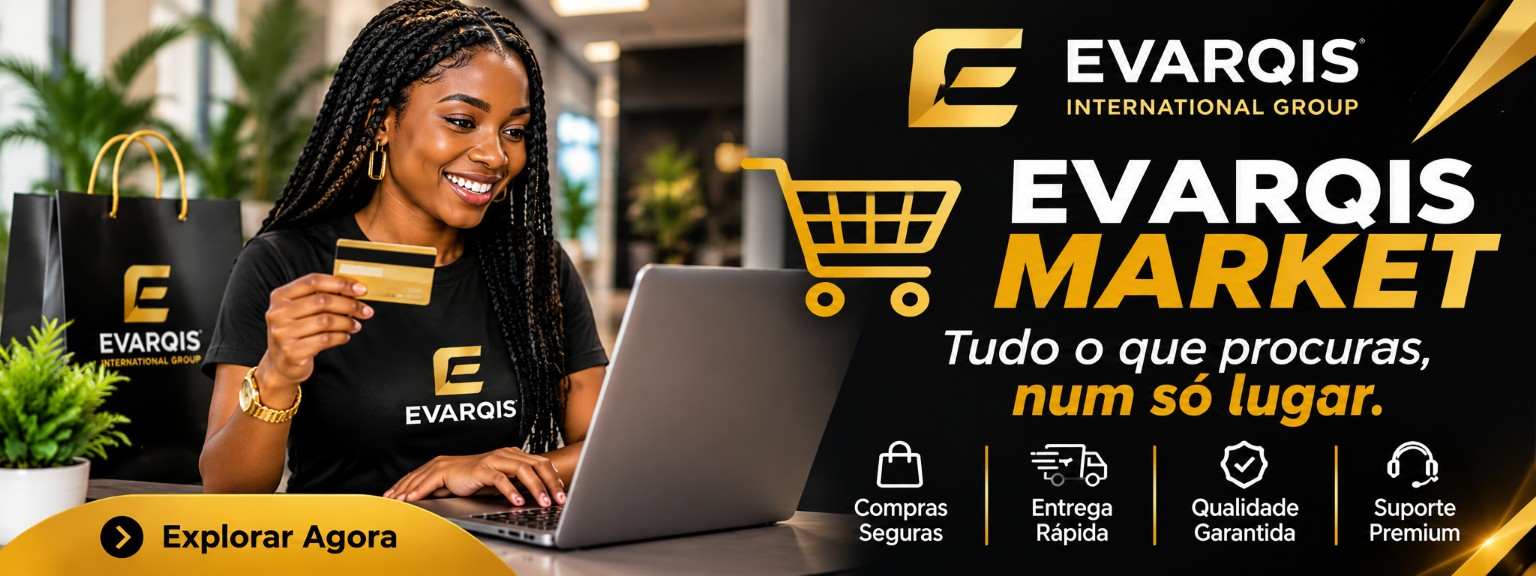 EVARQIS
INTERNATIONAL GROUP
EVARQIS
MARKET
Tudo o que procuras,
num só lugar.
Compras
Seguras
Entrega
Rápida
Qualidade
Garantida
Suporte
Premium
EVARQIS
INTERNATIONAL GROUP
EVARQIS
Explorar Agora